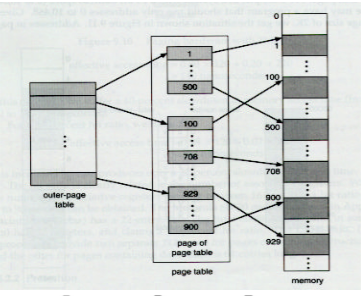 0
1
1
100
500
500
100
708
708
929
900
900
929
outer-page
table
page of
page table
page table
memory